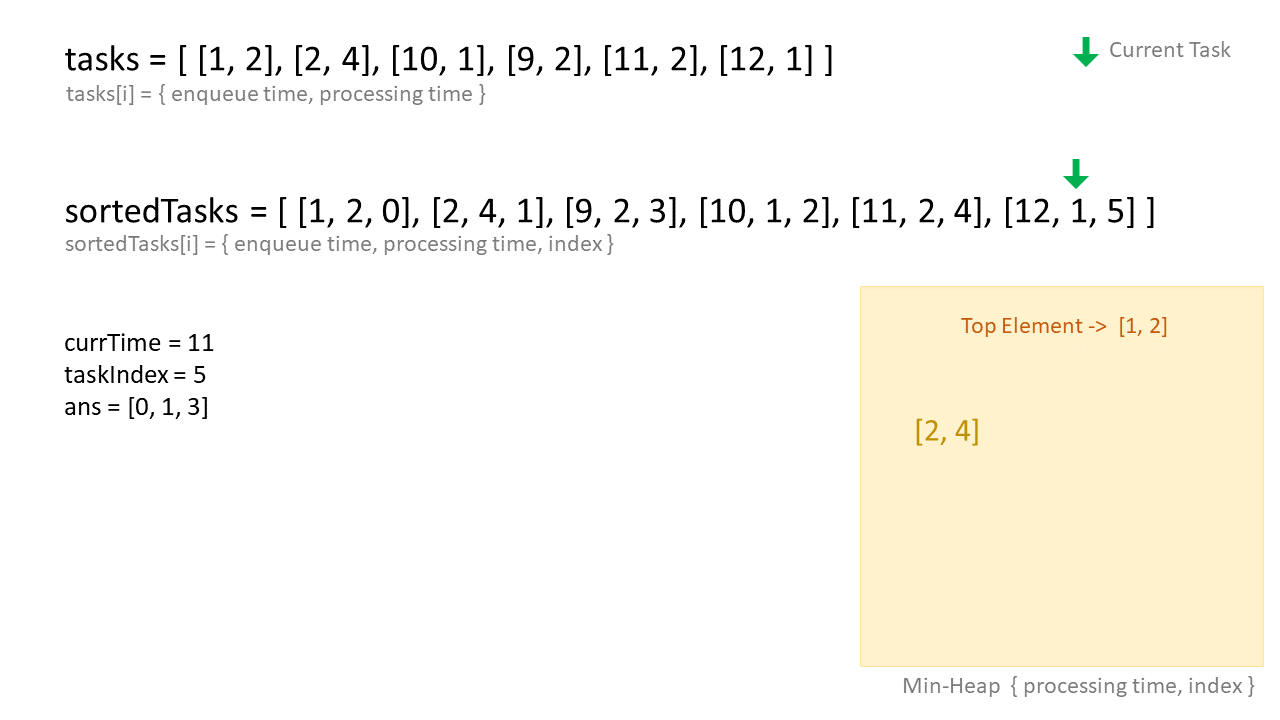 tasks = [ [1, 2], [2, 4], [10, 1], [9, 2], [11, 2], [12, 1] ]
tasks[i] = { enqueue time, processing time }
Current Task
sortedTasks = [ [1, 2, 0], [2, 4, 1], [9, 2, 3], [10, 1, 2], [11, 2, 4], [12, 1, 5] ]
sortedTasks[i] = { enqueue time, processing time, index }
currTime = 11
taskIndex = 5
ans = [0, 1, 3]
Top Element -> [1, 2]
[2, 4]
Min-Heap { processing time, index }